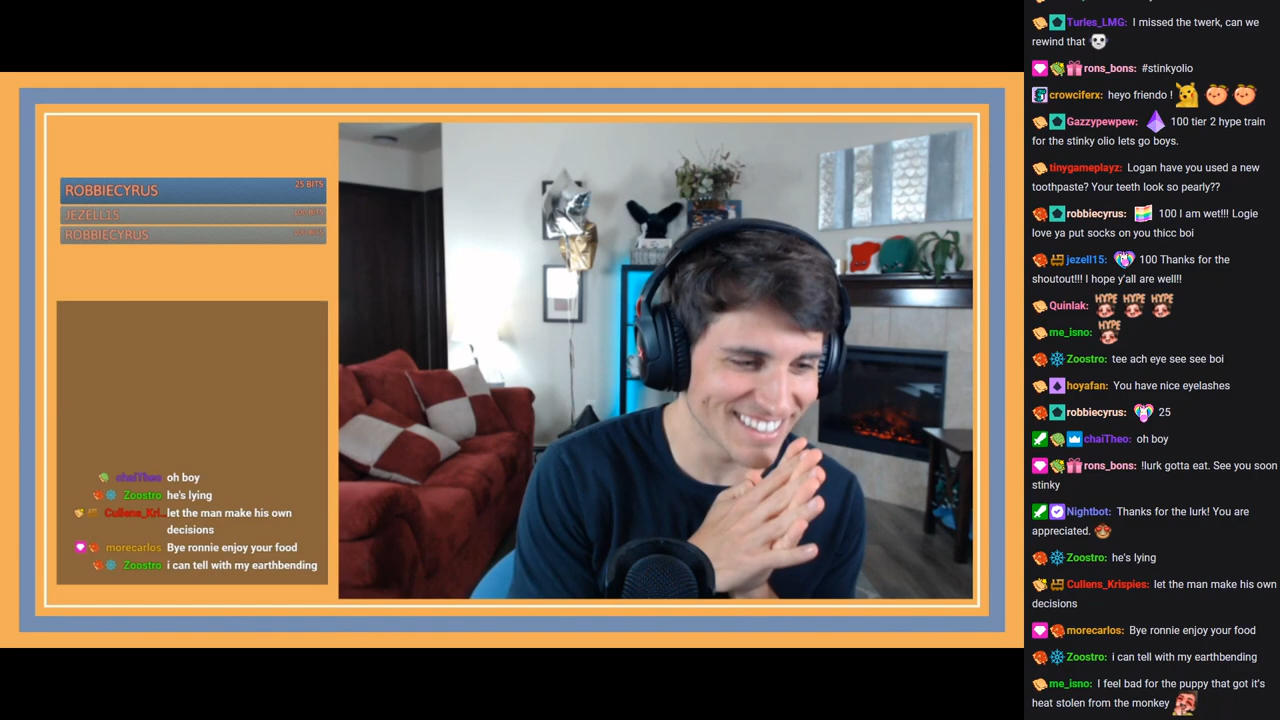 ROBBIECYRUS 25 BITS
JEZELL15
ROBBIECYRUS
chaiTheo oh boy
Zoostro he's lying
Cullens_Kri... let the man make his own
decisions
morecarlos Bye ronnie enjoy your food
Zoostro i can tell with my earthbending
Turles_LMG: I missed the twerk, can we
rewind that
rons_bons: #stinkyolio
crowciferx: heyo friendo !
Gazzypewpew: 100 tier 2 hype train
for the stinky olio lets go boys.
tinygameplayz: Logan have you used a new
toothpaste? Your teeth look so pearly??
robbiecyrus: 100 I am wet!!! Logie
love ya put socks on you thicc boi
jezell15: 100 Thanks for the
shoutout!!! I hope y'all are well!!
Quinlak: HYPE HYPE HYPE
me_isno: HYPE
Zoostro: tee ach eye see see boi
hoyafan: You have nice eyelashes
robbiecyrus: 25
chaiTheo: oh boy
rons_bons: !lurk gotta eat. See you soon
stinky
Nightbot: Thanks for the lurk! You are
appreciated.
Zoostro: he's lying
Cullens_Krispies: let the man make his own
decisions
morecarlos: Bye ronnie enjoy your food
Zoostro: i can tell with my earthbending
me_isno: I feel bad for the puppy that got it's
heat stolen from the monkey